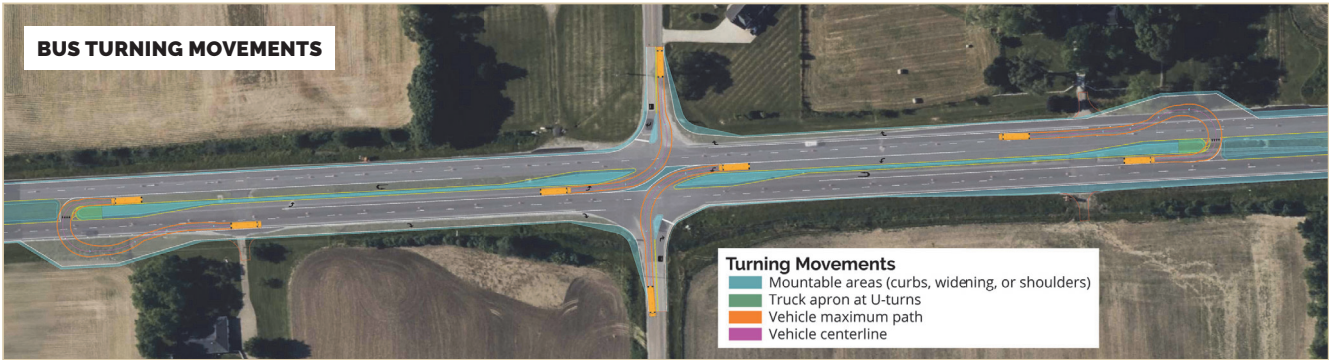 BUS TURNING MOVEMENTS
Turning Movements
Mountable areas (curbs, widening, or shoulders)
Truck apron at U-turns
Vehicle maximum path
Vehicle centerline